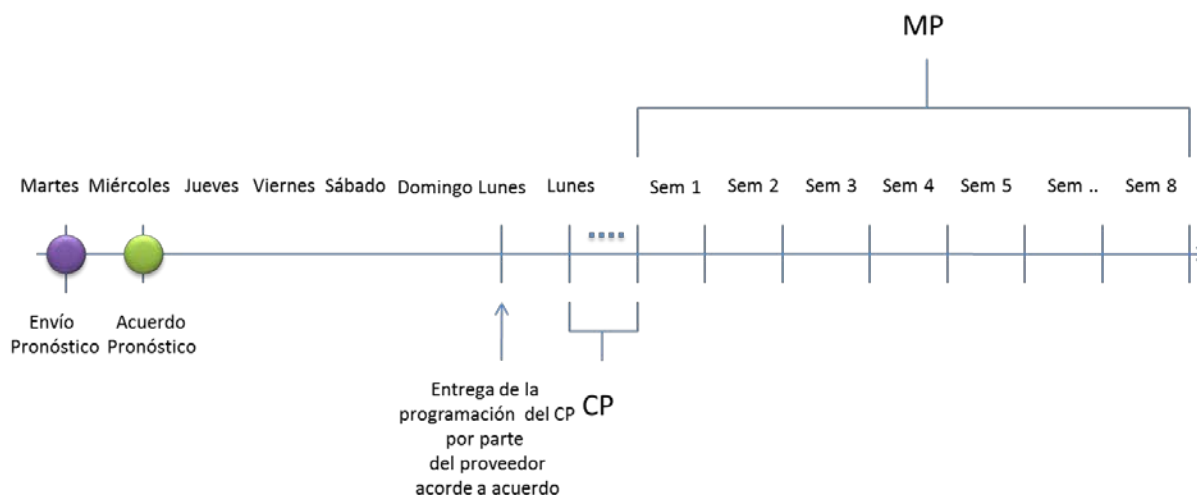 MP
Martes Miércoles Jueves Viernes Sábado Domingo Lunes Lunes Sem 1 Sem 2 Sem 3 Sem 4 Sem 5 Sem .. Sem 8
Envío
Pronóstico
Acuerdo
Pronóstico
Entrega de la
programación del CP
por parte
del proveedor
acorde a acuerdo
CP